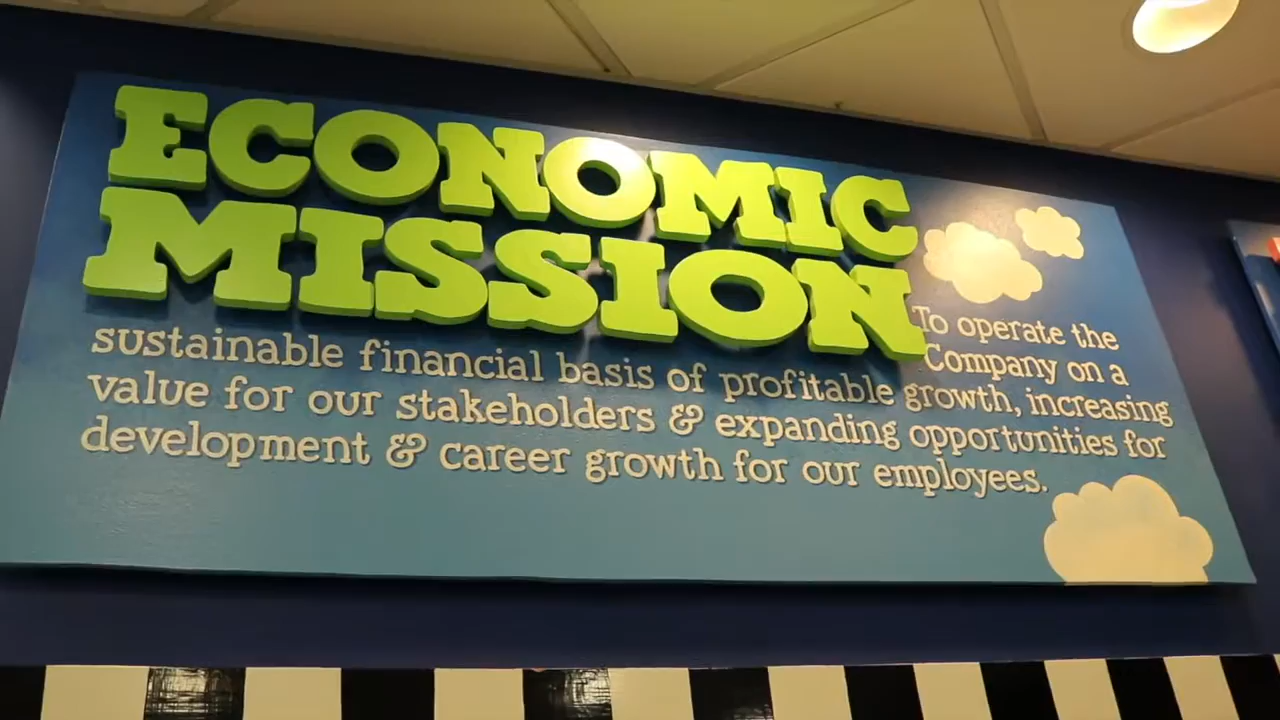 ECONOMIC
MISSION
To operate the
Company on a
sustainable financial basis of profitable growth, increasing
value for our stakeholders & expanding opportunities for
development & career growth for our employees.